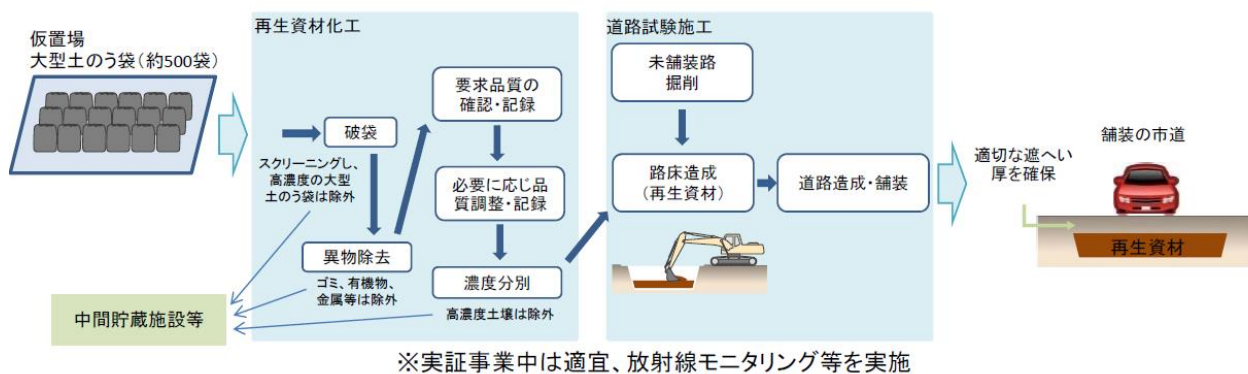 仮置場
大型土のう袋（約500袋）
再生資材化工
破袋
スクリーニングし、
高濃度の大型
土のう袋は除外
異物除去
ゴミ、有機物、
金属等は除外
要求品質の
確認・記録
必要に応じ品
質調整・記録
濃度分別
高濃度土壌は除外
中間貯蔵施設等
道路試験施工
未舗装路
掘削
路床造成
（再生資材）
道路造成・舗装
適切な遮へい
厚を確保
舗装の市道
再生資材
※実証事業中は適宜、放射線モニタリング等を実施